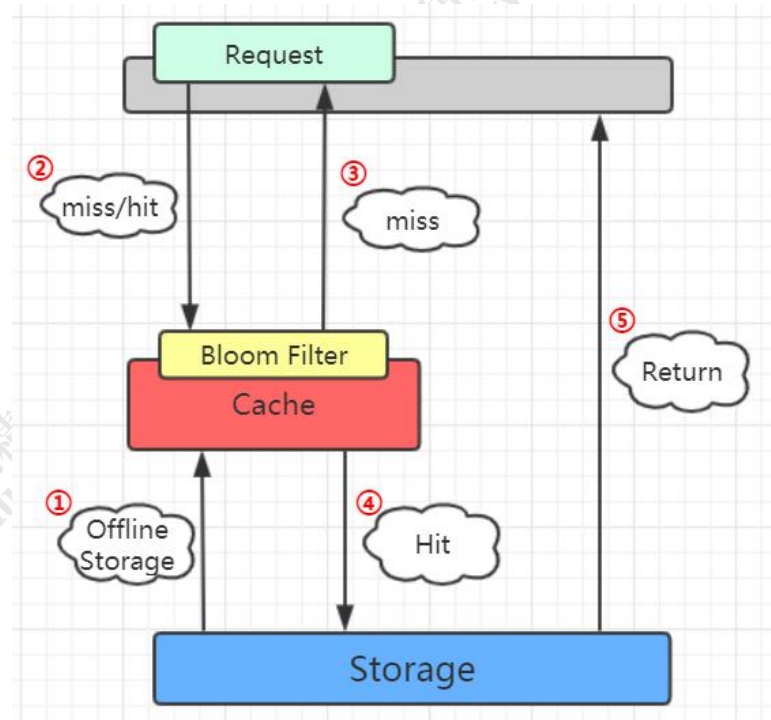 Request
②
miss/hit
③
miss
⑤
Return
Bloom Filter
Cache
①
Offline
Storage
④
Hit
Storage